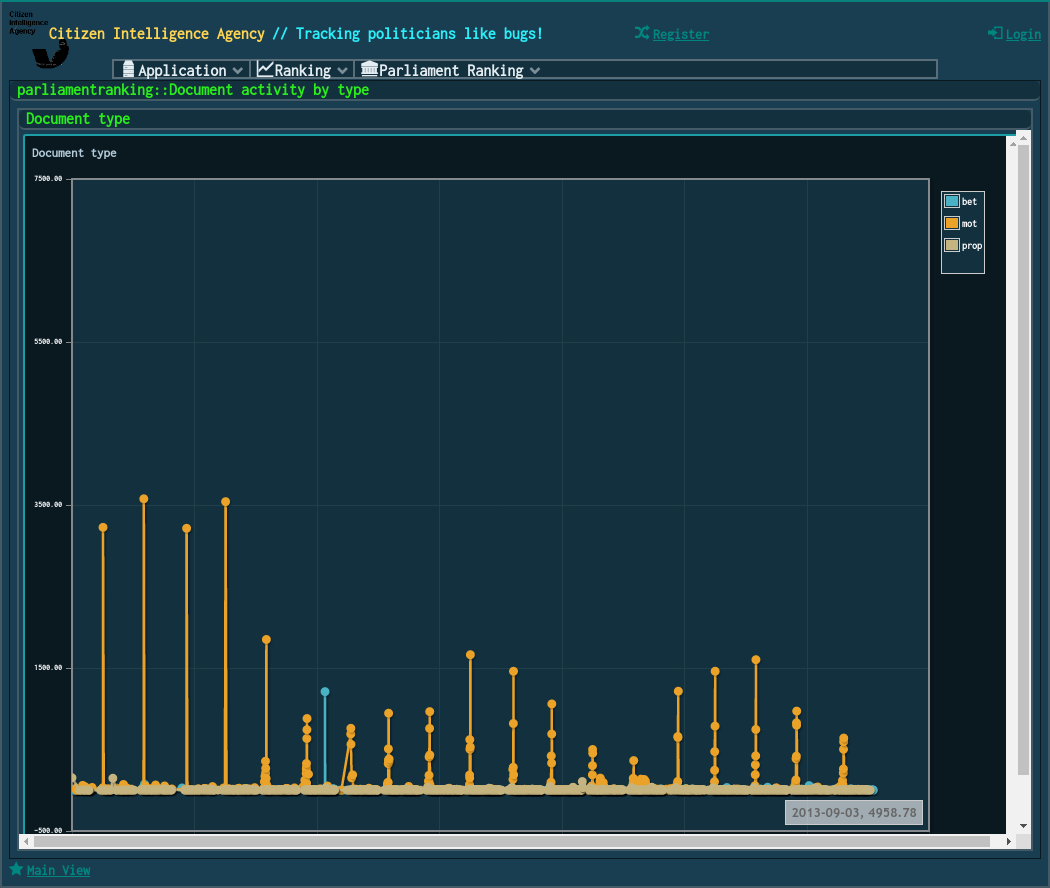 Citizen
Intelligence
Agency
Citizen Intelligence Agency // Tracking politicians like bugs!
Register
Login
Application
Ranking
Parliament Ranking
parliamentranking::Document activity by type
Document type
Document type
7500.00
5500.00
3500.00
1500.00
-500.00
bet
mot
prop
2013-09-03, 4958.78
Main View